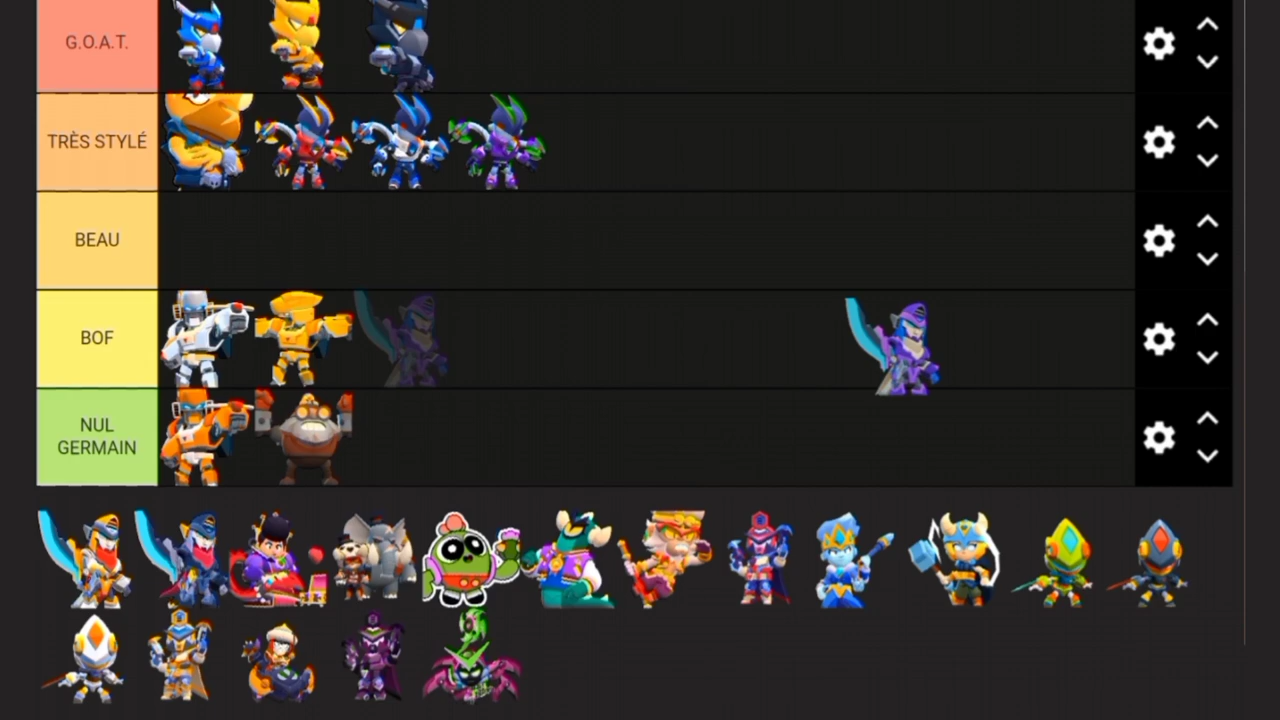 G.O.A.T.
TRÈS STYLÉ
BEAU
BOF
NUL
GERMAIN